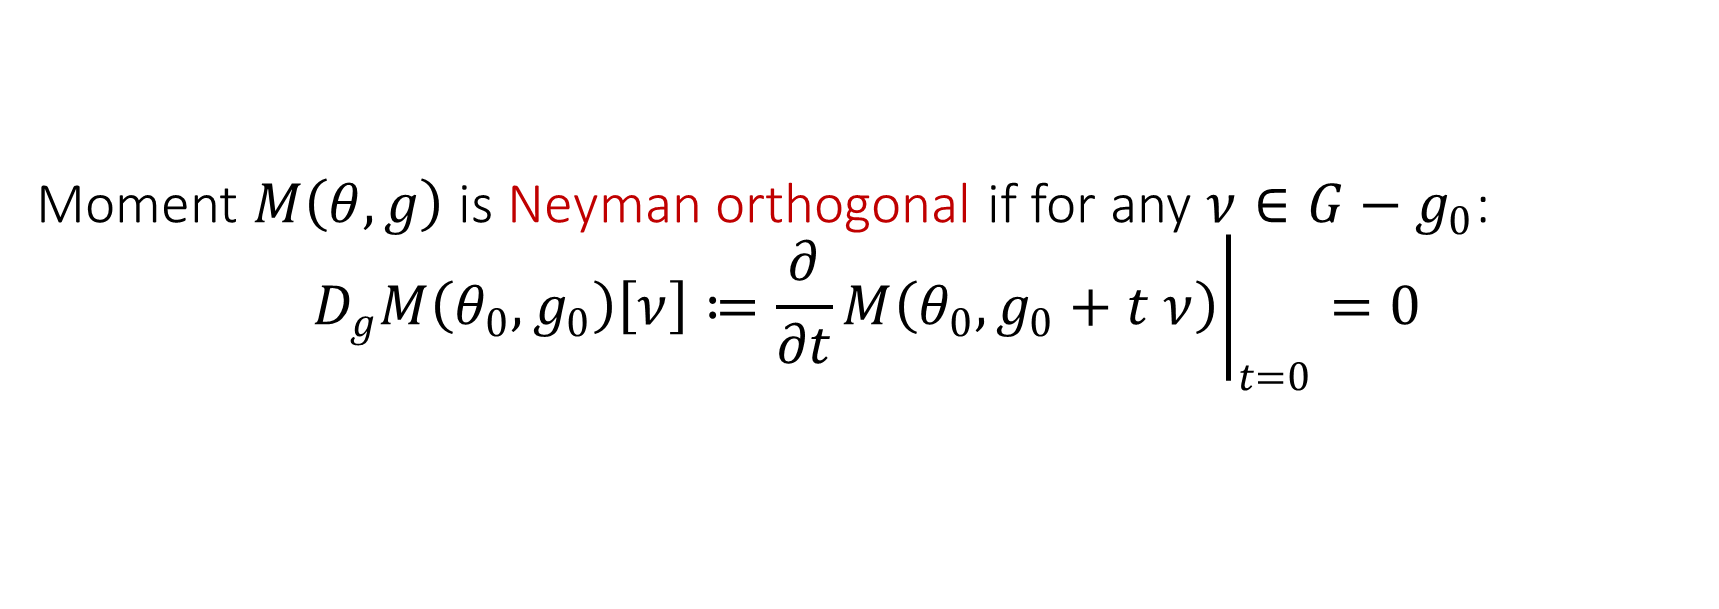 Moment M(θ, g) is Neyman orthogonal if for any ν ∈ G − g₀:
D_g M(θ₀, g₀)[ν] ≔ ∂/∂t M(θ₀, g₀ + t ν)|_{t=0} = 0